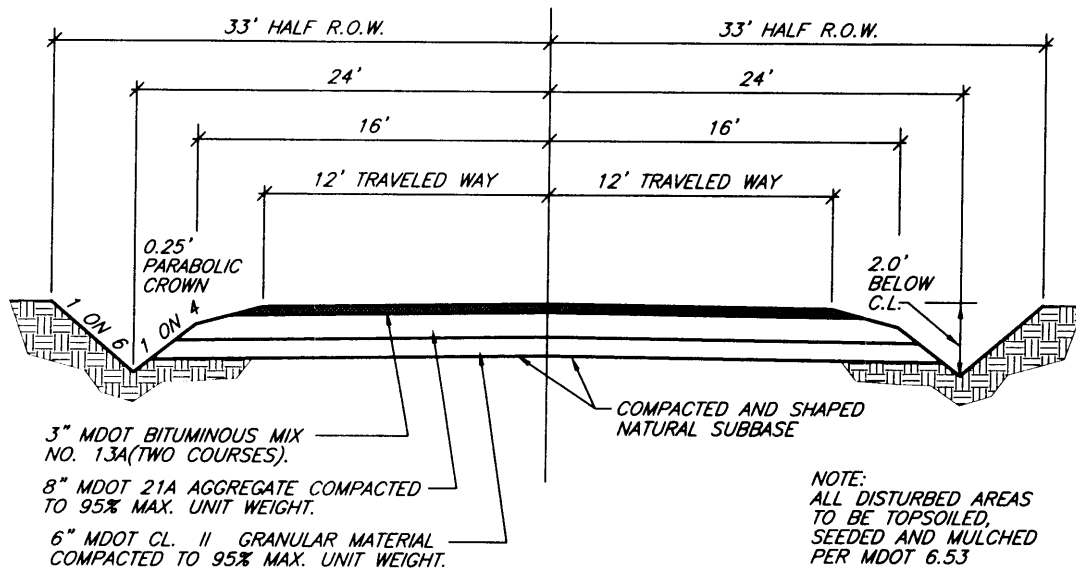 33' HALF R.O.W.
33' HALF R.O.W.
24'
24'
16'
16'
12' TRAVELED WAY
12' TRAVELED WAY
0.25'
PARABOLIC
CROWN
2.0'
BELOW
C.L.
1 ON 6
1 ON 4
COMPACTED AND SHAPED
NATURAL SUBBASE
3" MDOT BITUMINOUS MIX
NO. 13A(TWO COURSES).
8" MDOT 21A AGGREGATE COMPACTED
TO 95% MAX. UNIT WEIGHT.
6" MDOT CL. II GRANULAR MATERIAL
COMPACTED TO 95% MAX. UNIT WEIGHT.
NOTE:
ALL DISTURBED AREAS
TO BE TOPSOILED,
SEEDED AND MULCHED
PER MDOT 6.53